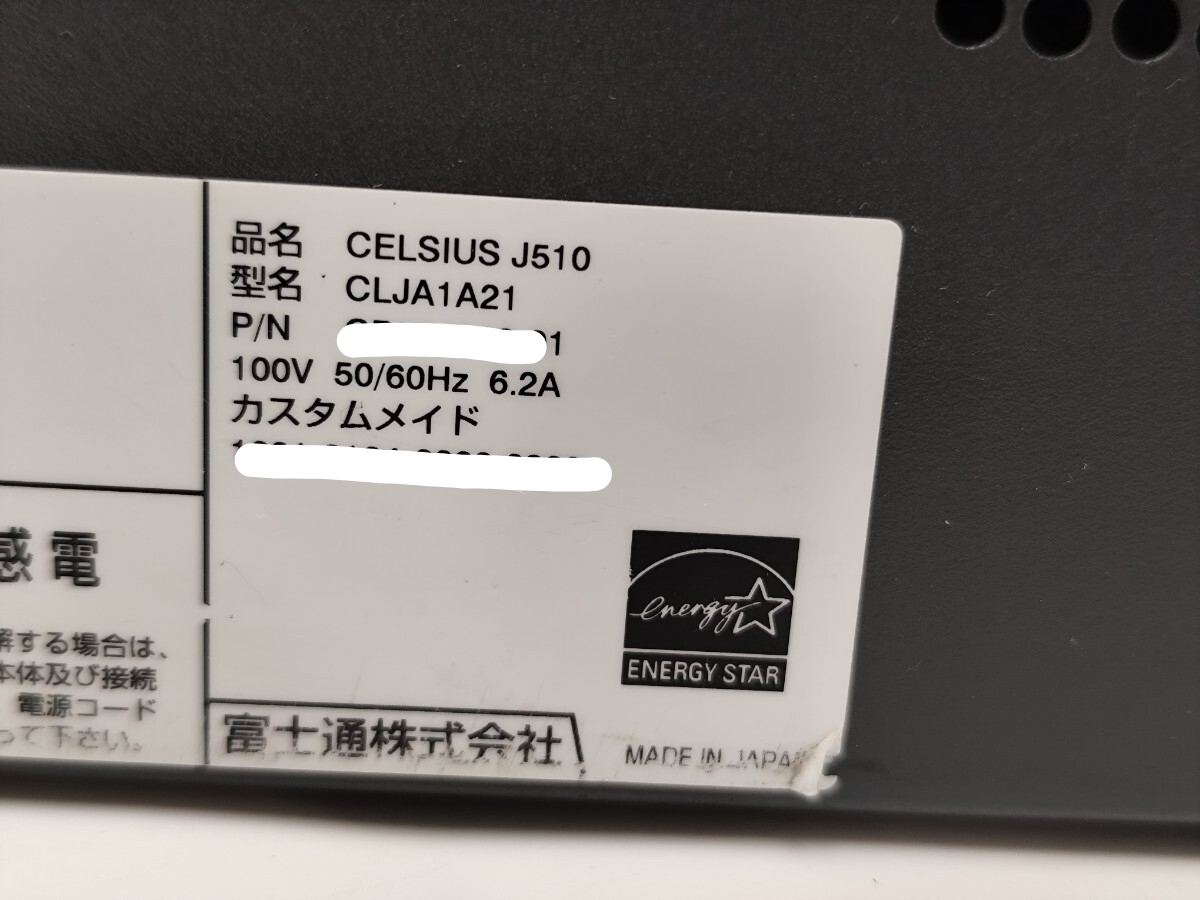 品名 CELSIUS J510
型名 CLJA1A21
P/N 1
100V 50/60Hz 6.2A
カスタムメイド
感電
解する場合は、
本体及び接続
電源コード
って下さい。
energy
ENERGY STAR
富士通株式会社
MADE IN JAPAN